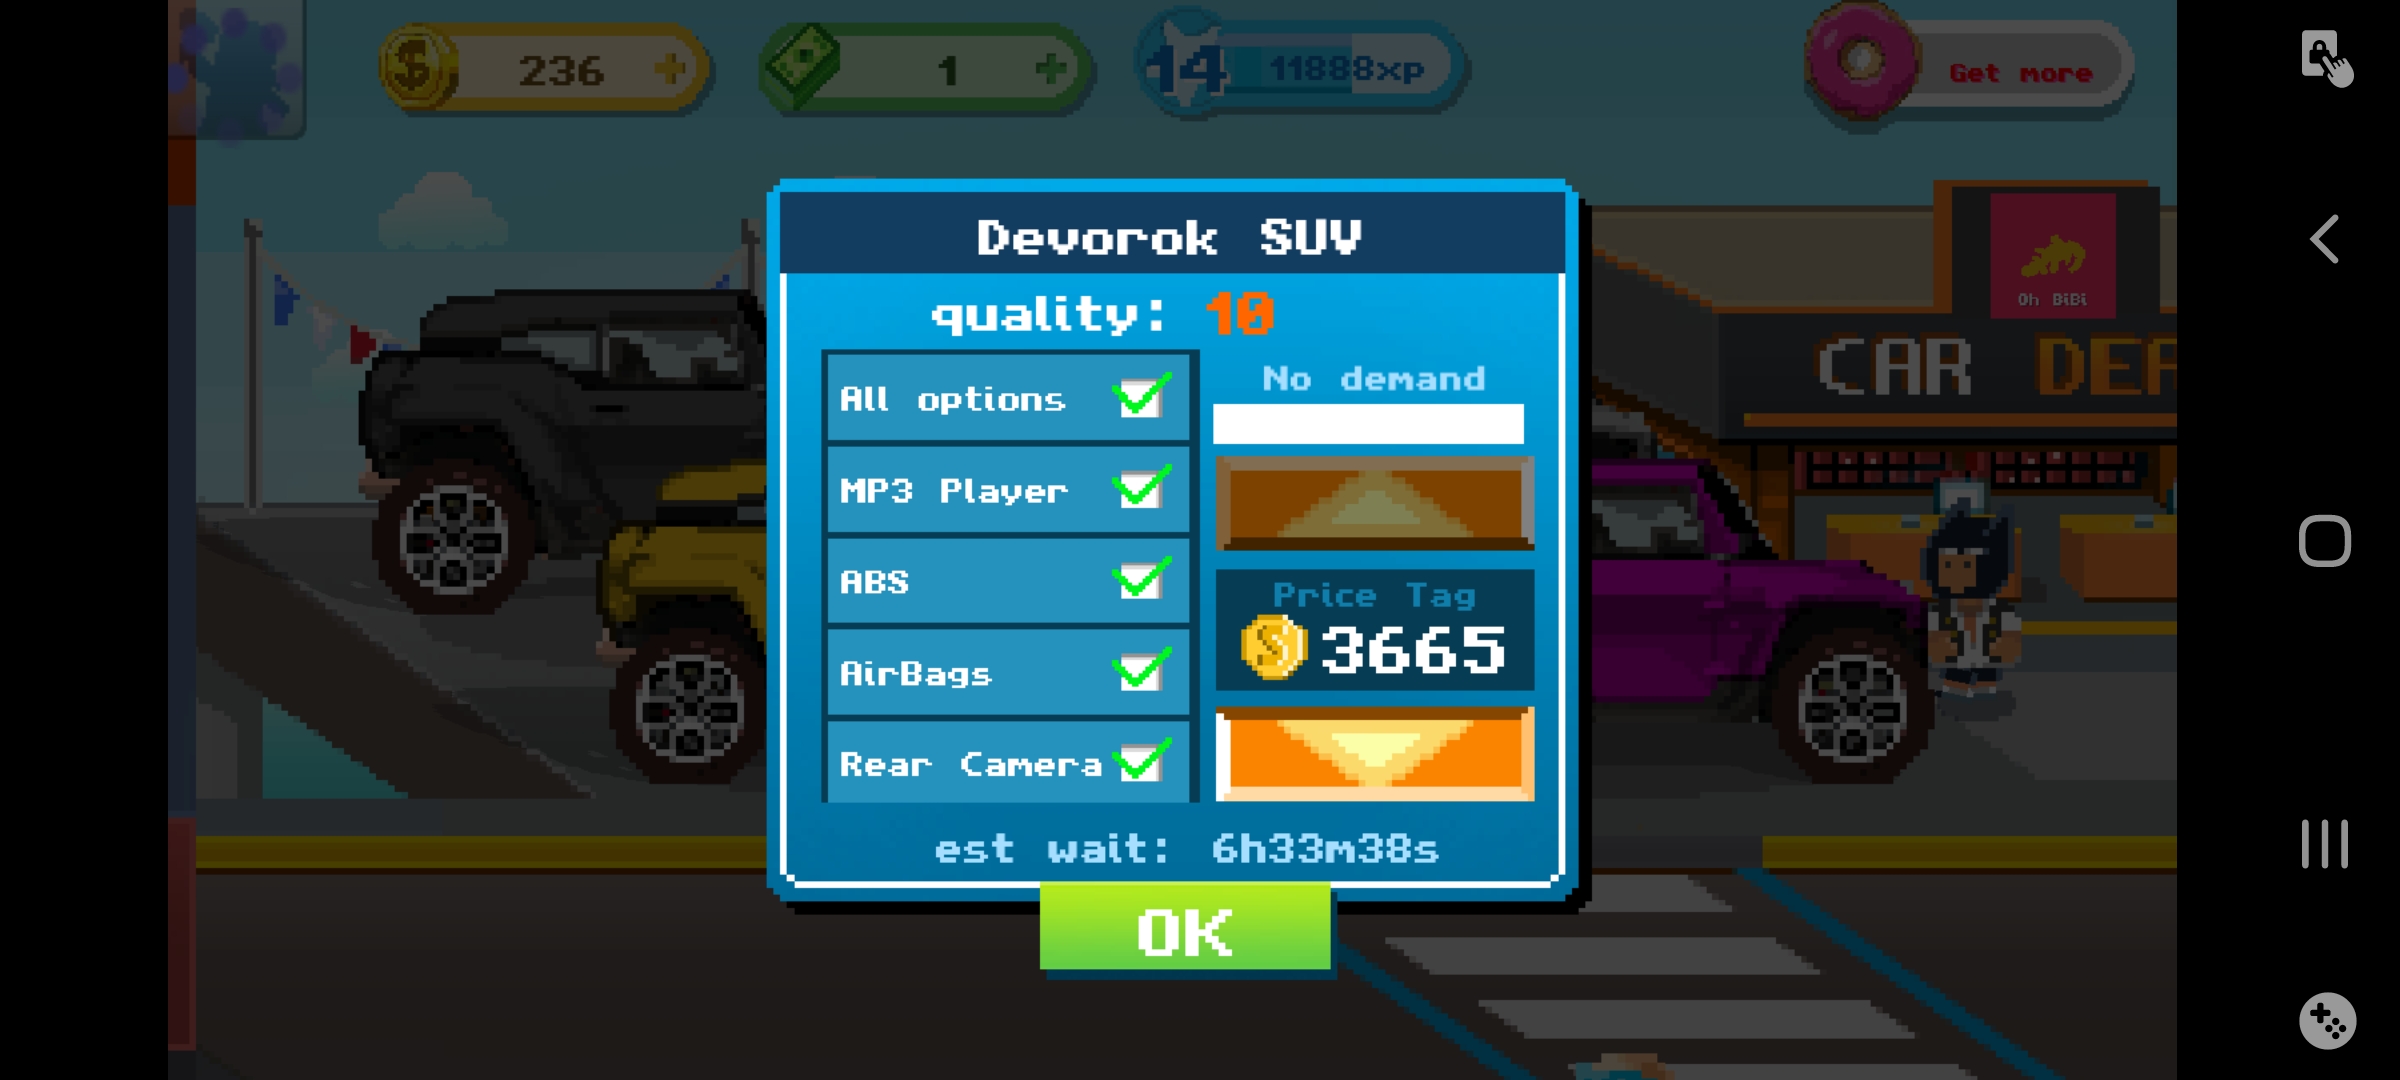 236
1
14
11888xp
Get more
Devorok SUV
quality: 10
All options
MP3 Player
ABS
AirBags
Rear Camera
No demand
Price Tag
3665
est wait: 6h33m38s
OK
Oh BiBi
CAR